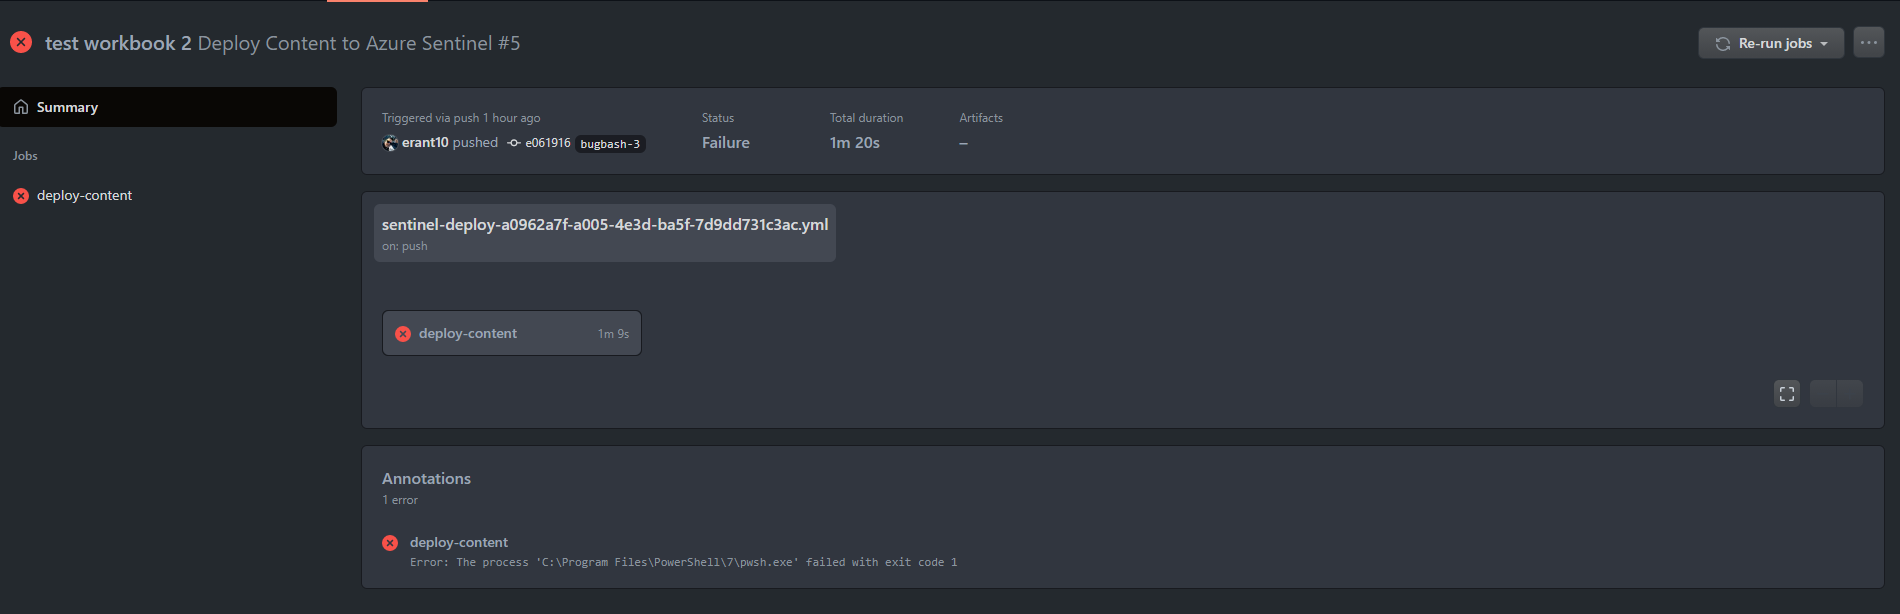 test workbook 2 Deploy Content to Azure Sentinel #5
Re-run jobs
Summary
Jobs
deploy-content
Triggered via push 1 hour ago
erant10 pushed e061916 bugbash-3
Status
Failure
Total duration
1m 20s
Artifacts
–
sentinel-deploy-a0962a7f-a005-4e3d-ba5f-7d9dd731c3ac.yml
on: push
deploy-content 1m 9s
Annotations
1 error
deploy-content
Error: The process 'C:\Program Files\PowerShell\7\pwsh.exe' failed with exit code 1